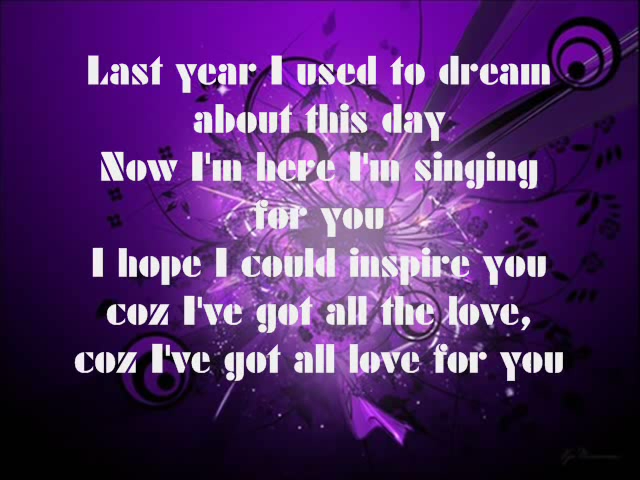 Last year I used to dream
about this day
Now I'm here I'm singing
for you
I hope I could inspire you
coz I've got all the love,
coz I've got all love for you